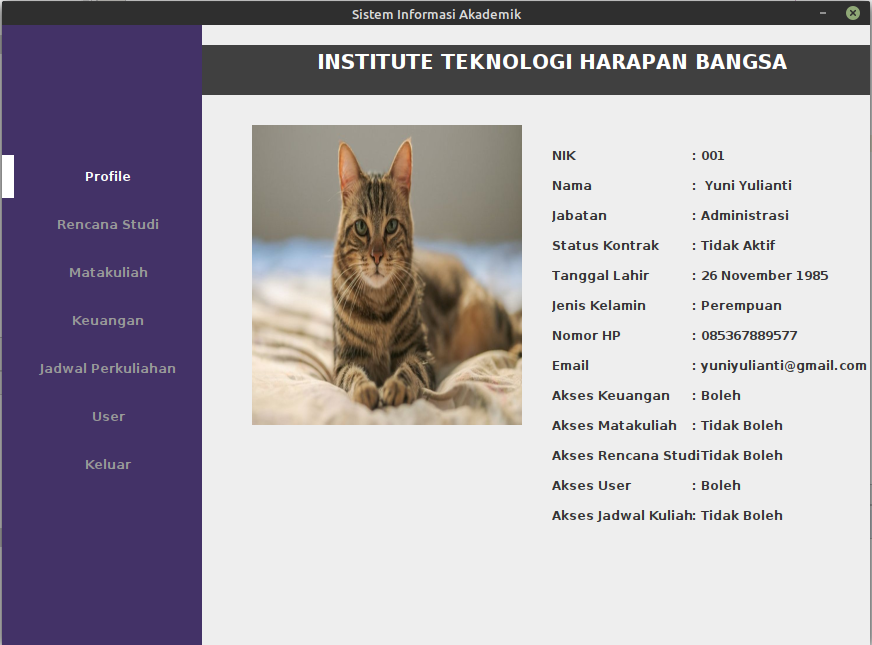 Sistem Informasi Akademik
INSTITUTE TEKNOLOGI HARAPAN BANGSA
Profile
Rencana Studi
Matakuliah
Keuangan
Jadwal Perkuliahan
User
Keluar
NIK : 001
Nama : Yuni Yulianti
Jabatan : Administrasi
Status Kontrak : Tidak Aktif
Tanggal Lahir : 26 November 1985
Jenis Kelamin : Perempuan
Nomor HP : 085367889577
Email : yuniyulianti@gmail.com
Akses Keuangan : Boleh
Akses Matakuliah : Tidak Boleh
Akses Rencana StudiTidak Boleh
Akses User : Boleh
Akses Jadwal Kuliah: Tidak Boleh